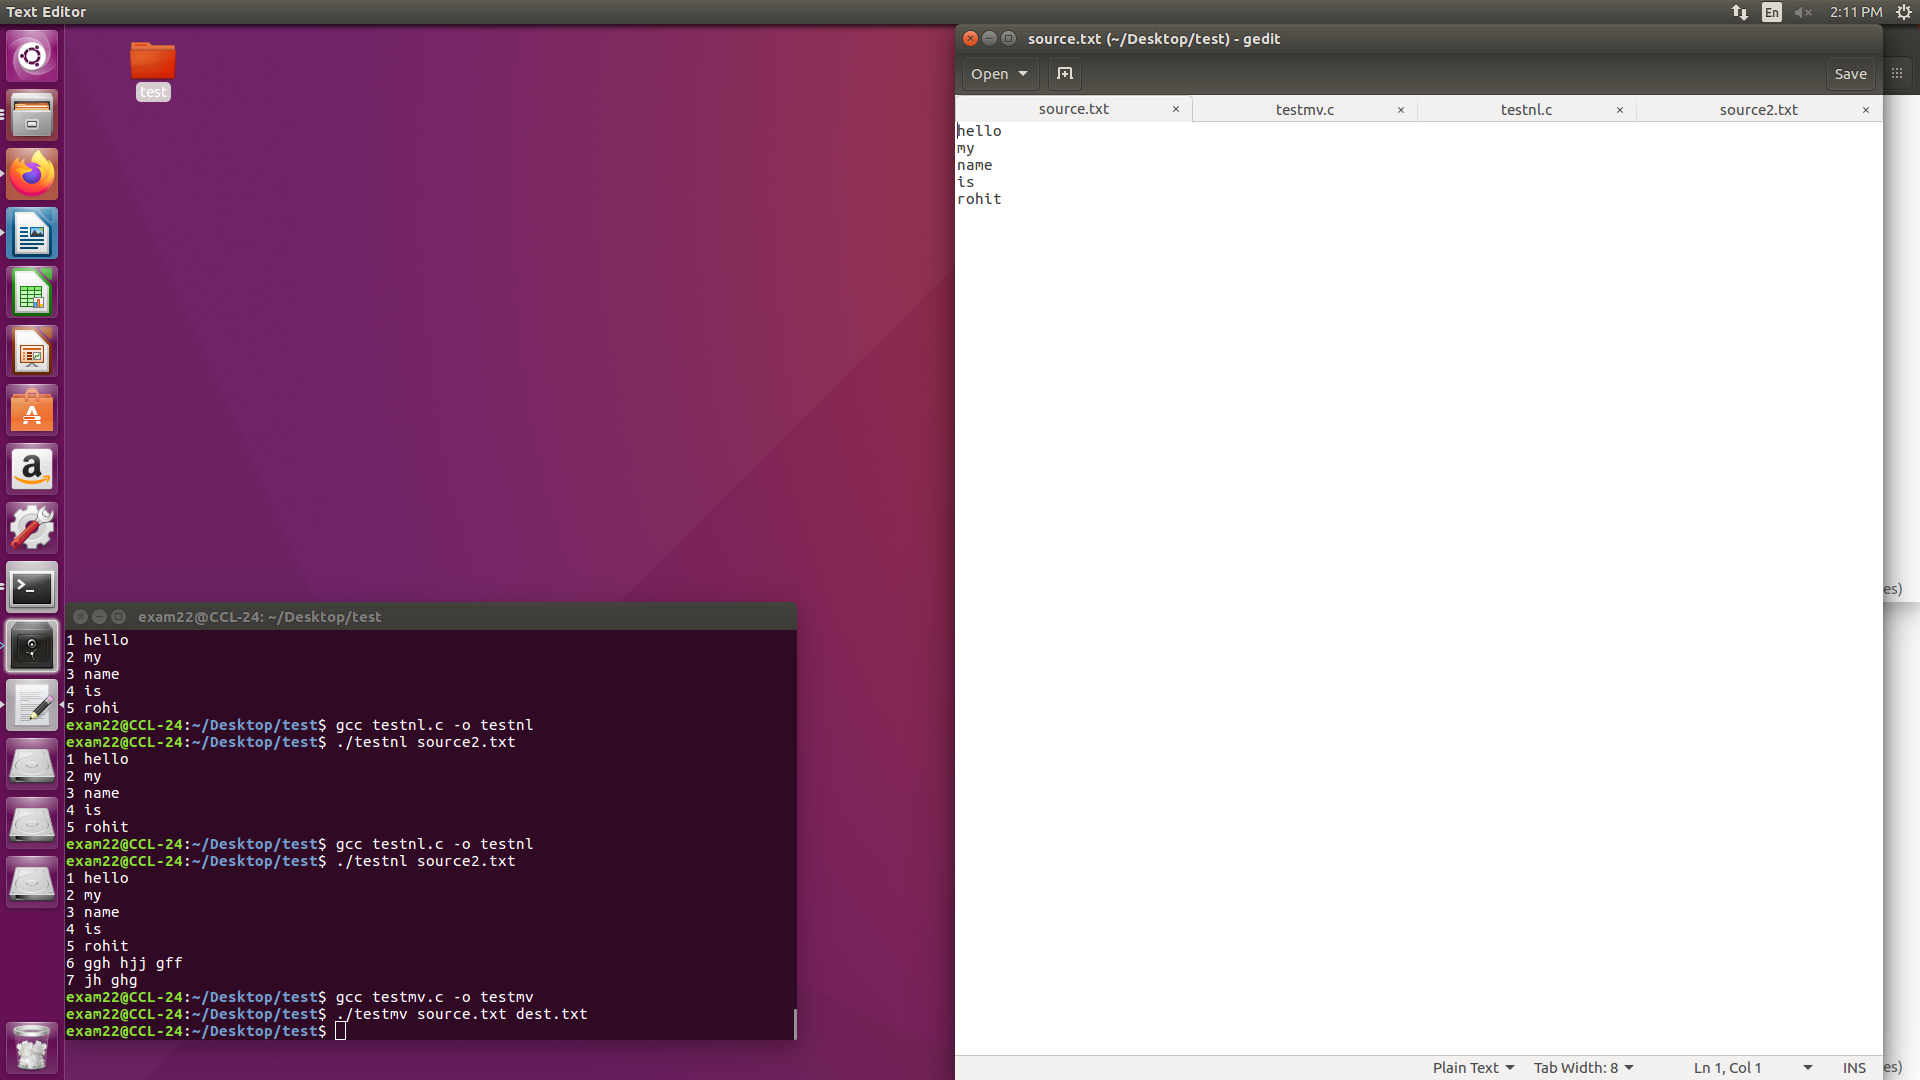 Text Editor
En
2:11 PM
test
source.txt (~/Desktop/test) - gedit
Open
Save
source.txt
testmv.c
testnl.c
source2.txt
hello
my
name
is
rohit
es)
exam22@CCL-24: ~/Desktop/test
1 hello
2 my
3 name
4 is
5 rohi
exam22@CCL-24:~/Desktop/test$ gcc testnl.c -o testnl
exam22@CCL-24:~/Desktop/test$ ./testnl source2.txt
1 hello
2 my
3 name
4 is
5 rohit
exam22@CCL-24:~/Desktop/test$ gcc testnl.c -o testnl
exam22@CCL-24:~/Desktop/test$ ./testnl source2.txt
1 hello
2 my
3 name
4 is
5 rohit
6 ggh hjj gff
7 jh ghg
exam22@CCL-24:~/Desktop/test$ gcc testmv.c -o testmv
exam22@CCL-24:~/Desktop/test$ ./testmv source.txt dest.txt
exam22@CCL-24:~/Desktop/test$
Plain Text
Tab Width: 8
Ln 1, Col 1
INS
es)